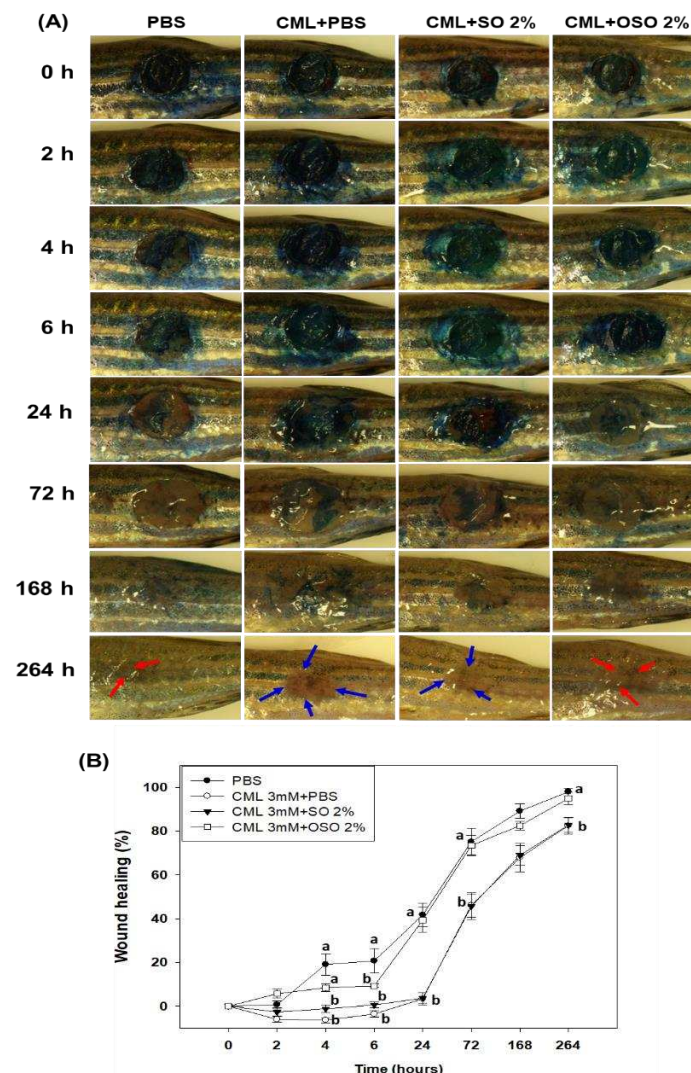 (A)
PBS CML+PBS CML+SO 2% CML+OSO 2%
0 h
2 h
4 h
6 h
24 h
72 h
168 h
264 h
(B)
PBS
CML 3mM+PBS
CML 3mM+SO 2%
CML 3mM+OSO 2%
Wound healing (%)
100
80
60
40
20
0
a
a
a
a
a
a
b
b
b
b
b
b
b
b
0 2 4 6 24 72 168 264
Time (hours)